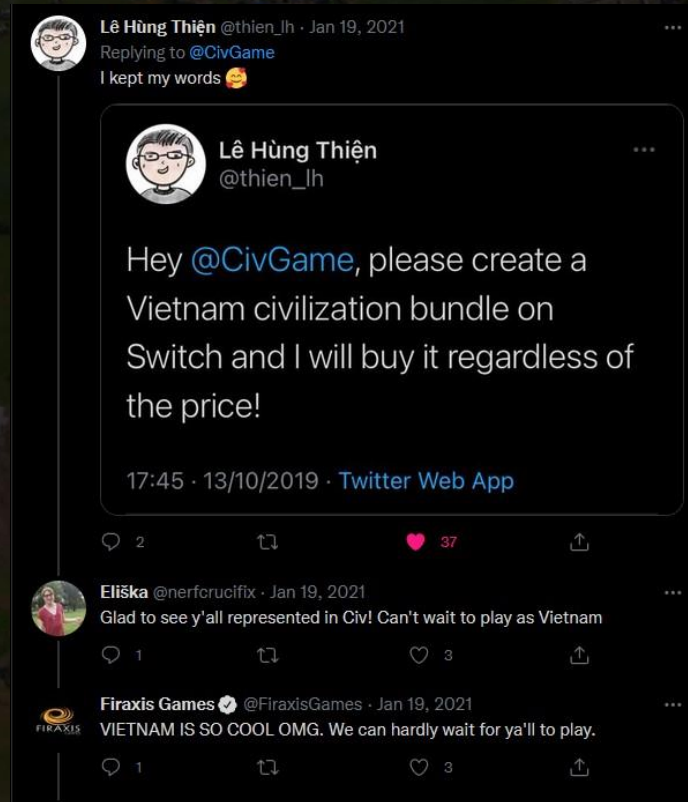 Lê Hùng Thiện @thien_lh · Jan 19, 2021
Replying to @CivGame
I kept my words 🥰
Lê Hùng Thiện
@thien_lh
Hey @CivGame, please create a
Vietnam civilization bundle on
Switch and I will buy it regardless of
the price!
17:45 · 13/10/2019 · Twitter Web App
2 37
Eliška @nerfcrucifix · Jan 19, 2021
Glad to see y'all represented in Civ! Can't wait to play as Vietnam
1 3
Firaxis Games @FiraxisGames · Jan 19, 2021
FIRAXIS
VIETNAM IS SO COOL OMG. We can hardly wait for ya'll to play.
1 3